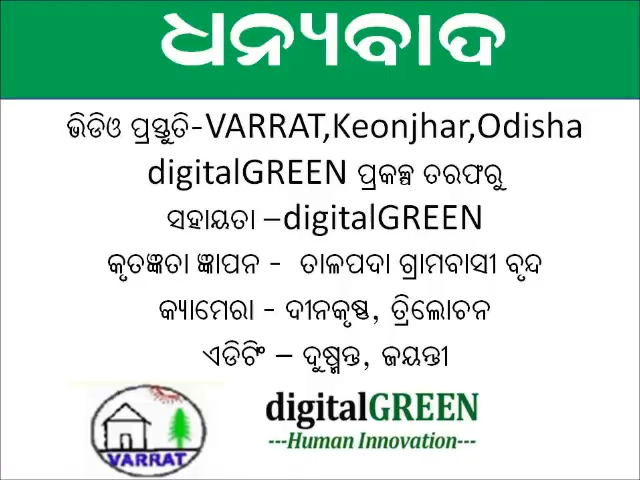 ଧନ୍ୟବାଦ
ଭିଡିଓ ପ୍ରସ୍ତୁତି-VARRAT,Keonjhar,Odisha
digitalGREEN ପ୍ରକଳ୍ପ ତରଫରୁ
ସହାୟତା –digitalGREEN
କୃତଜ୍ଞତା ଜ୍ଞାପନ - ତାଳପଦା ଗ୍ରାମବାସୀ ବୃନ୍ଦ
କ୍ୟାମେରା - ଦୀନକୃଷ୍ଣ, ତ୍ରିଲୋଚନ
ଏଡିଟିଂ – ଦୁଷ୍ମନ୍ତ, ଜୟନ୍ତୀ
VARRAT
digitalGREEN
---Human Innovation---